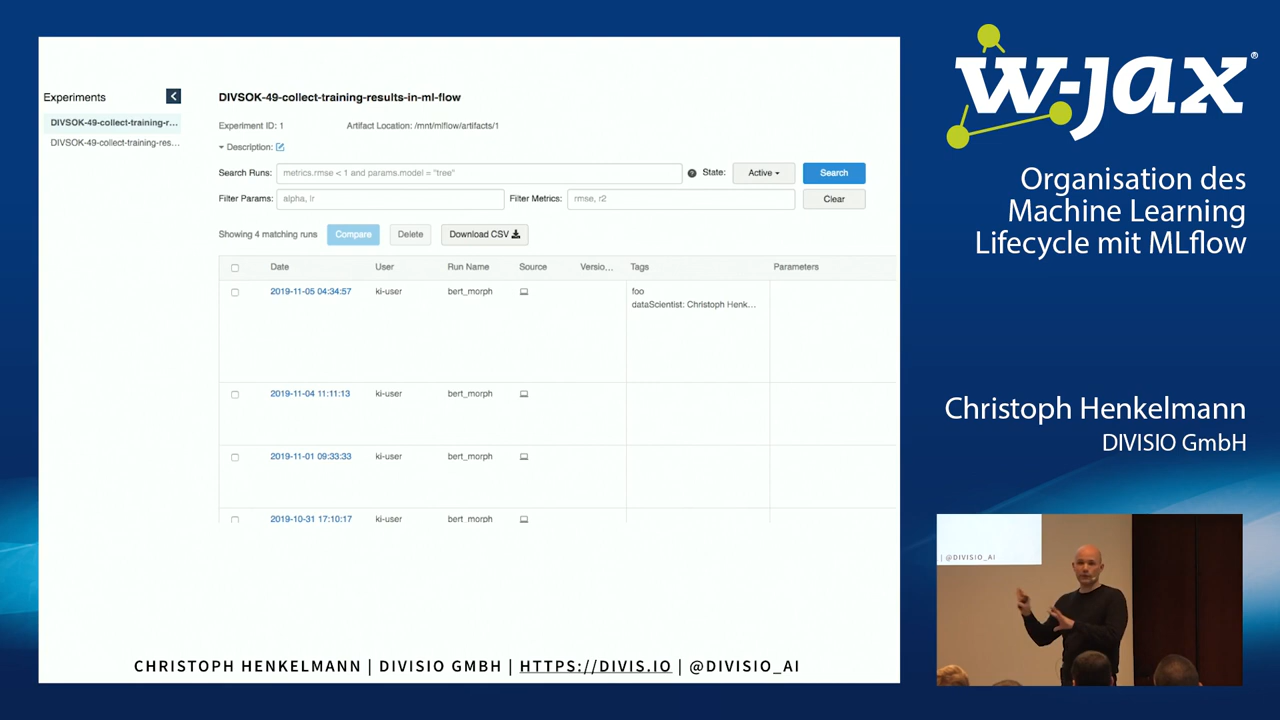 Experiments
DIVSOK-49-collect-training-r...
DIVSOK-49-collect-training-res...
DIVSOK-49-collect-training-results-in-ml-flow
Experiment ID: 1 Artifact Location: /mnt/mlflow/artifacts/1
Description:
Search Runs: metrics.rmse < 1 and params.model = "tree" State: Active Search
Filter Params: alpha, lr Filter Metrics: rmse, r2 Clear
Showing 4 matching runs Compare Delete Download CSV
Date User Run Name Source Versio... Tags Parameters
2019-11-05 04:34:57 ki-user bert_morph foo
dataScientist: Christoph Henk...
2019-11-04 11:11:13 ki-user bert_morph
2019-11-01 09:33:33 ki-user bert_morph
2019-10-31 17:10:17 ki-user bert_morph
CHRISTOPH HENKELMANN | DIVISIO GMBH | HTTPS://DIVIS.IO | @DIVISIO_AI
w-jax®
Organisation des
Machine Learning
Lifecycle mit MLflow
Christoph Henkelmann
DIVISIO GmbH
| @DIVISIO_AI